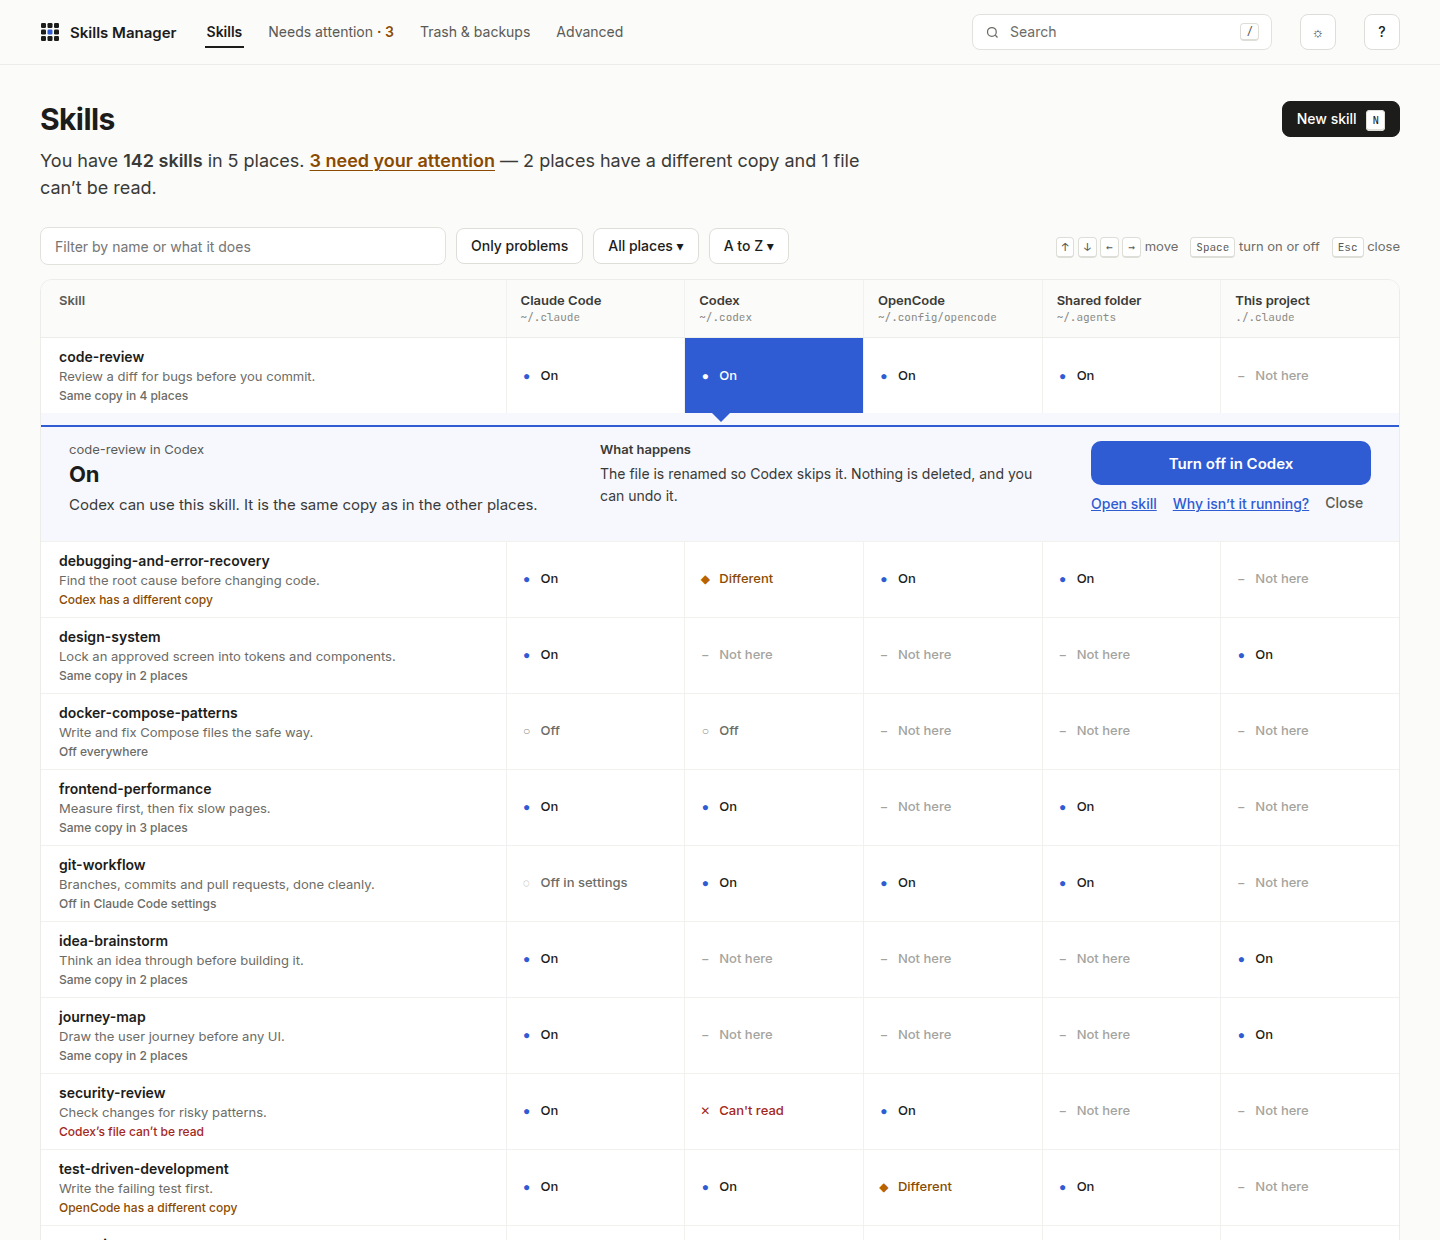 Skills Manager
Skills
Needs attention · 3
Trash & backups
Advanced
Search
/
?
Skills
New skill N
You have 142 skills in 5 places. 3 need your attention — 2 places have a different copy and 1 file
can’t be read.
Filter by name or what it does
Only problems
All places ▾
A to Z ▾
↑ ↓ ← → move Space turn on or off Esc close
Skill
Claude Code
~/.claude
Codex
~/.codex
OpenCode
~/.config/opencode
Shared folder
~/.agents
This project
./.claude
code-review
Review a diff for bugs before you commit.
Same copy in 4 places
● On
● On
● On
● On
– Not here
code-review in Codex
On
Codex can use this skill. It is the same copy as in the other places.
What happens
The file is renamed so Codex skips it. Nothing is deleted, and you
can undo it.
Turn off in Codex
Open skill
Why isn’t it running?
Close
debugging-and-error-recovery
Find the root cause before changing code.
Codex has a different copy
● On
◆ Different
● On
● On
– Not here
design-system
Lock an approved screen into tokens and components.
Same copy in 2 places
● On
– Not here
– Not here
– Not here
● On
docker-compose-patterns
Write and fix Compose files the safe way.
Off everywhere
○ Off
○ Off
– Not here
– Not here
– Not here
frontend-performance
Measure first, then fix slow pages.
Same copy in 3 places
● On
● On
– Not here
● On
– Not here
git-workflow
Branches, commits and pull requests, done cleanly.
Off in Claude Code settings
○ Off in settings
● On
● On
● On
– Not here
idea-brainstorm
Think an idea through before building it.
Same copy in 2 places
● On
– Not here
– Not here
– Not here
● On
journey-map
Draw the user journey before any UI.
Same copy in 2 places
● On
– Not here
– Not here
– Not here
● On
security-review
Check changes for risky patterns.
Codex’s file can’t be read
● On
✕ Can't read
● On
– Not here
– Not here
test-driven-development
Write the failing test first.
OpenCode has a different copy
● On
● On
◆ Different
● On
– Not here